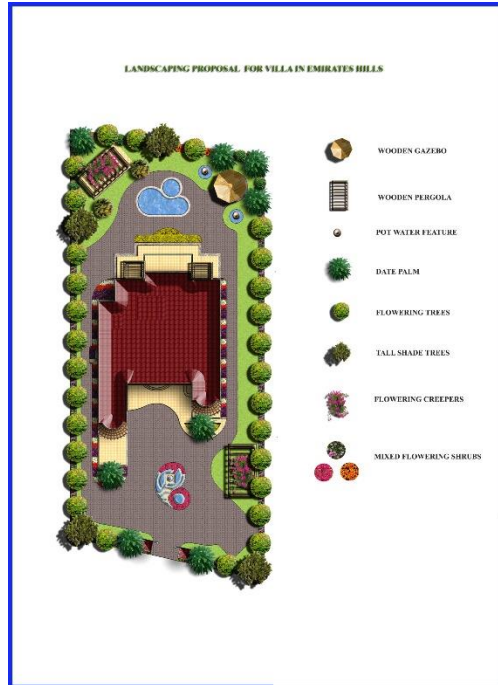 LANDSCAPING PROPOSAL FOR VILLA IN EMIRATES HILLS
WOODEN GAZEBO
WOODEN PERGOLA
POT WATER FEATURE
DATE PALM
FLOWERING TREES
TALL SHADE TREES
FLOWERING CREEPERS
MIXED FLOWERING SHRUBS